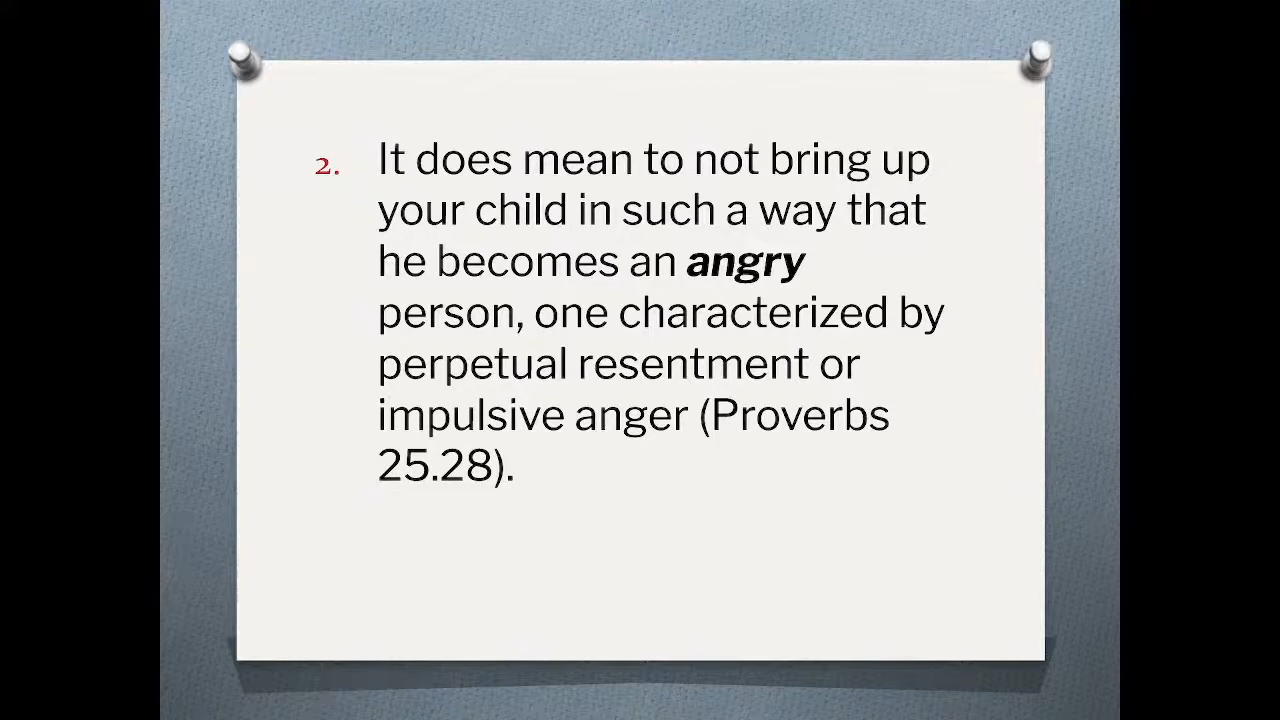 2. It does mean to not bring up
your child in such a way that
he becomes an angry
person, one characterized by
perpetual resentment or
impulsive anger (Proverbs
25.28).